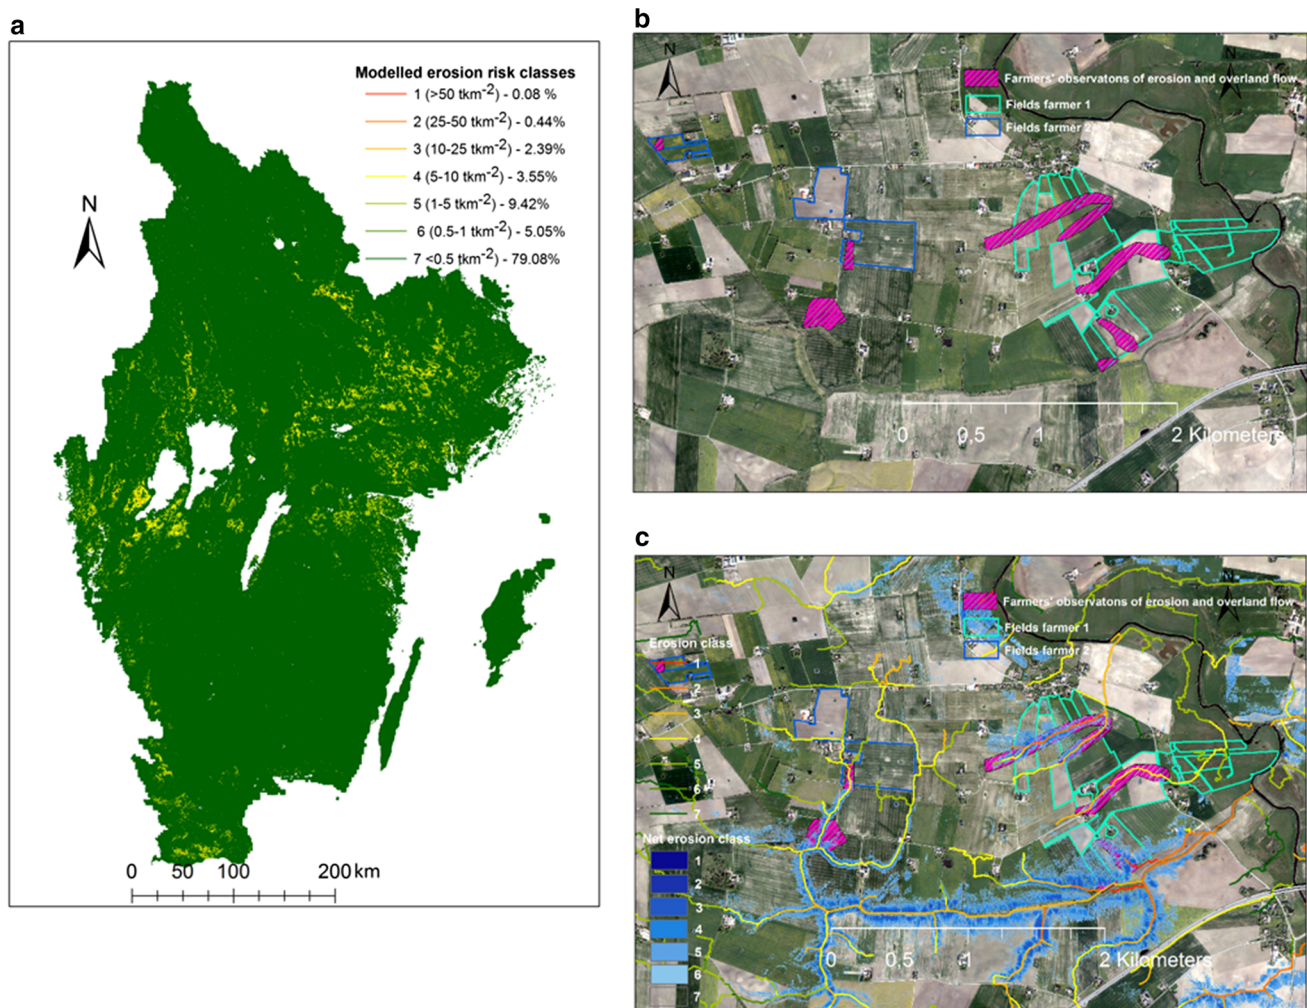 a
Modelled erosion risk classes
1 (>50 tkm-2) - 0.08 %
2 (25-50 tkm-2) - 0.44%
3 (10-25 tkm-2) - 2.39%
4 (5-10 tkm-2) - 3.55%
5 (1-5 tkm-2) - 9.42%
6 (0.5-1 tkm-2) - 5.05%
7 <0.5 tkm-2) - 79.08%
N
0 50 100 200 km
b
N
N
Farmers' observatons of erosion and overland flow
Fields farmer 1
Fields farmer 2
?
0 0,5 1 2 Kilometers
c
N
N
Farmers' observatons of erosion and overland flow
Fields farmer 1
Fields farmer 2
Erosion class
1
2
3
4
5
6
7
?
Net erosion class
1
2
3
4
5
6
7
0 0,5 1 2 Kilometers